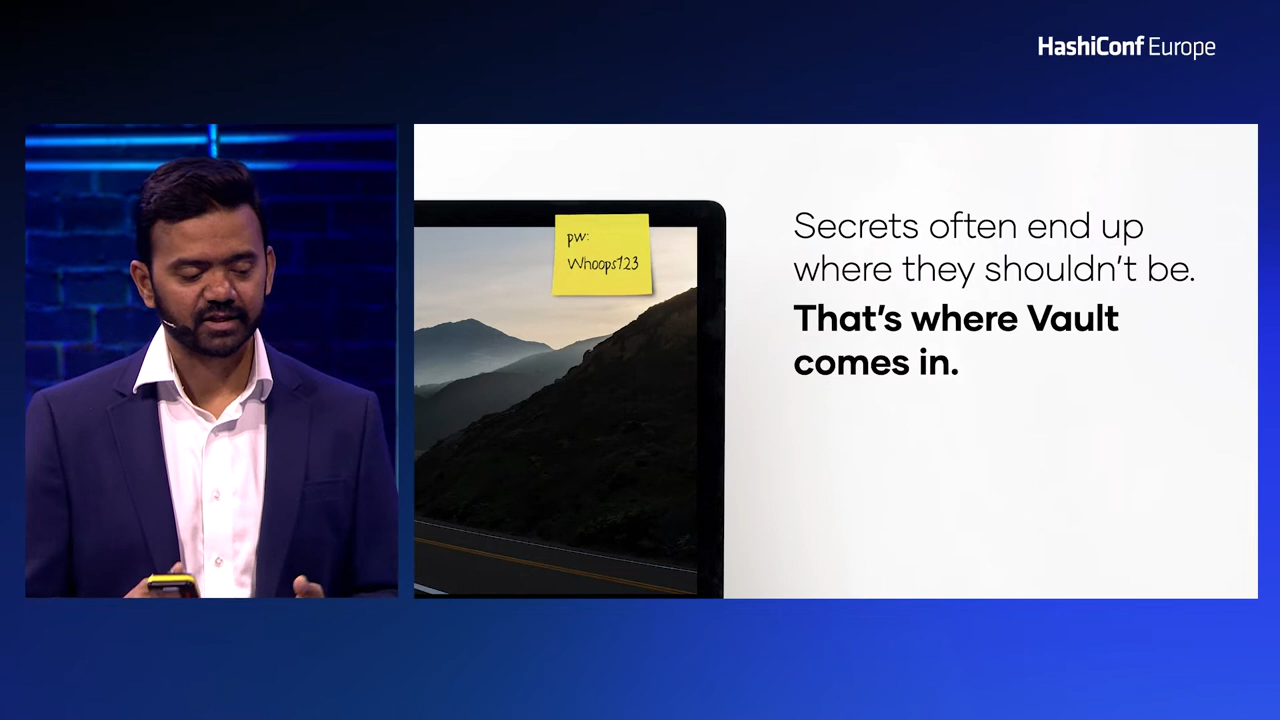 HashiConf Europe
pw:
Whoops123
Secrets often end up
where they shouldn't be.
That's where Vault
comes in.